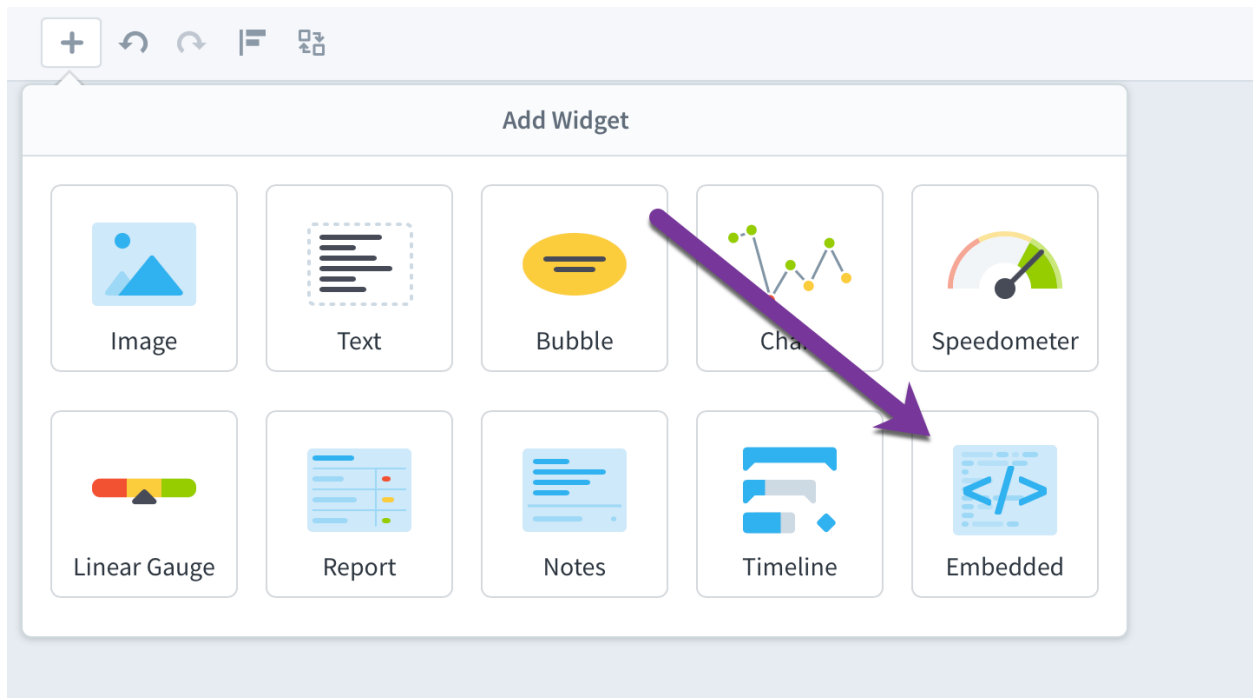 Add Widget
Image
Text
Bubble
Speedometer
Linear Gauge
Report
Notes
Timeline
</>
Embedded